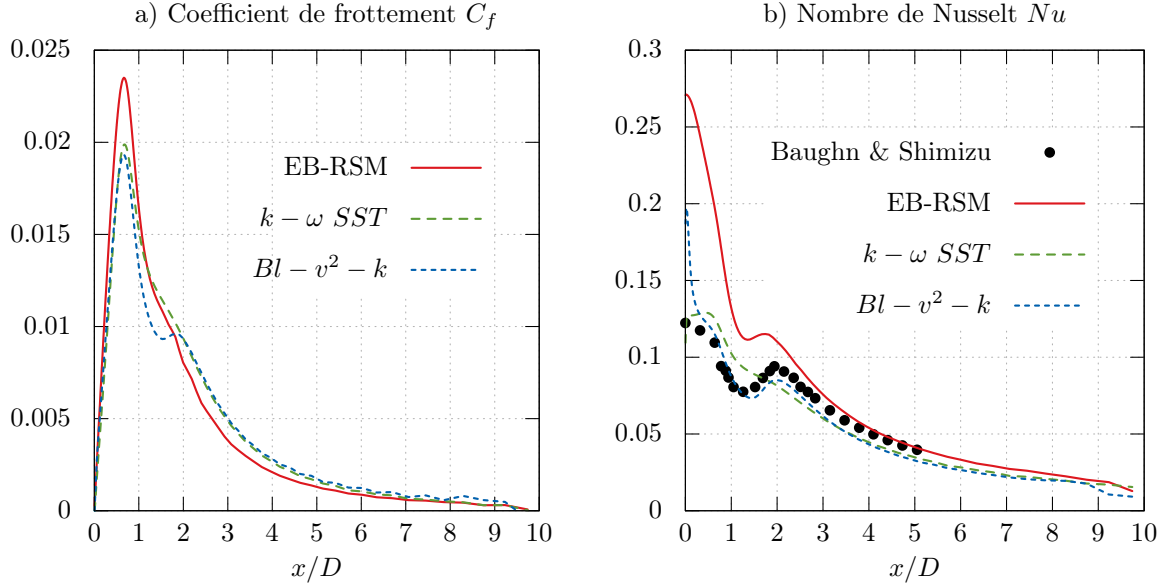 a) Coefficient de frottement $C_f$
0.025
0.02
0.015
0.01
0.005
0
0 1 2 3 4 5 6 7 8 9 10
x/D
EB-RSM
k − ω SST
Bl − v² − k
b) Nombre de Nusselt Nu
0.3
0.25
0.2
0.15
0.1
0.05
0
0 1 2 3 4 5 6 7 8 9 10
x/D
Baughn & Shimizu
EB-RSM
k − ω SST
Bl − v² − k